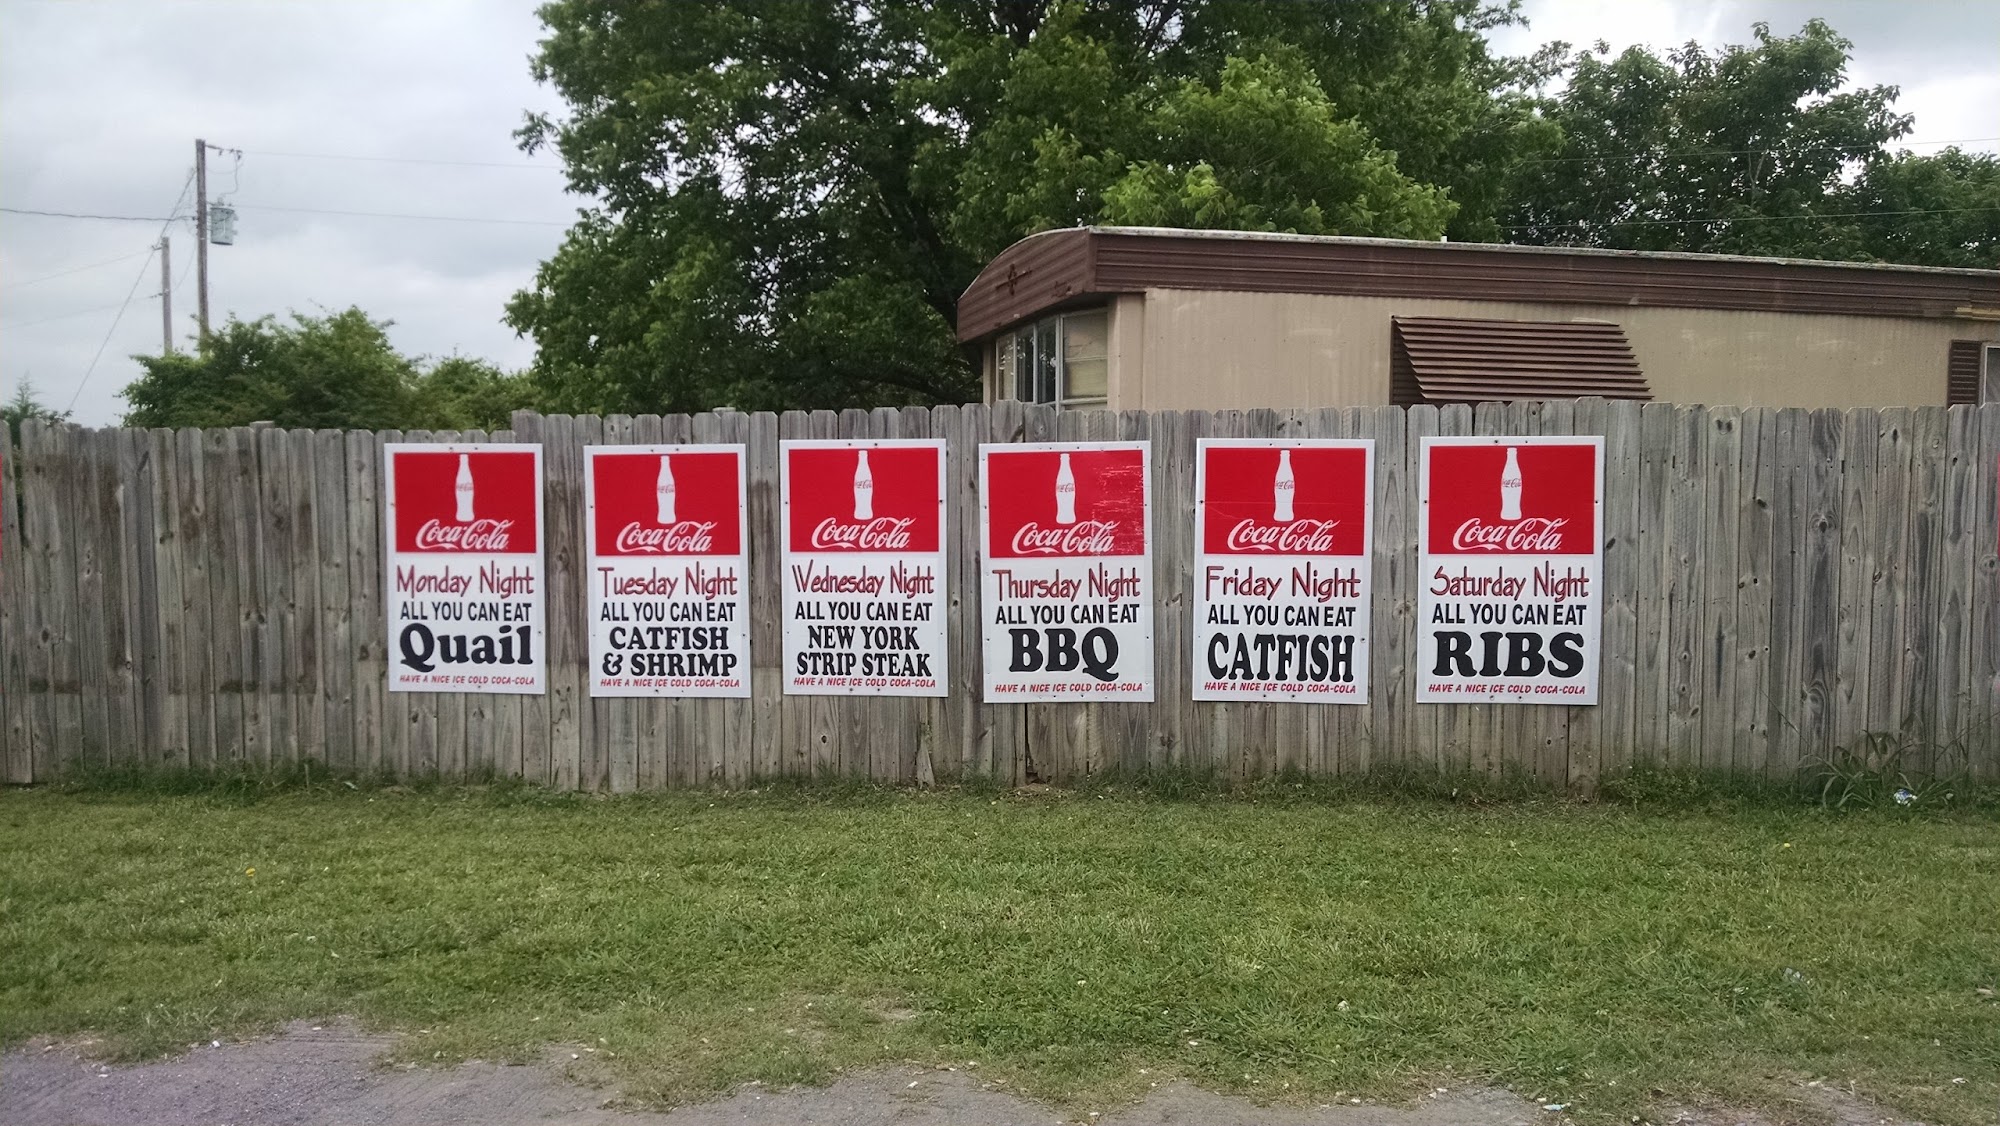 Coca-Cola
Monday Night
ALL YOU CAN EAT
Quail
HAVE A NICE ICE COLD COCA-COLA
Coca-Cola
Tuesday Night
ALL YOU CAN EAT
CATFISH
& SHRIMP
HAVE A NICE ICE COLD COCA-COLA
Coca-Cola
Wednesday Night
ALL YOU CAN EAT
NEW YORK
STRIP STEAK
HAVE A NICE ICE COLD COCA-COLA
Coca-Cola
Thursday Night
ALL YOU CAN EAT
BBQ
HAVE A NICE ICE COLD COCA-COLA
Coca-Cola
Friday Night
ALL YOU CAN EAT
CATFISH
HAVE A NICE ICE COLD COCA-COLA
Coca-Cola
Saturday Night
ALL YOU CAN EAT
RIBS
HAVE A NICE ICE COLD COCA-COLA